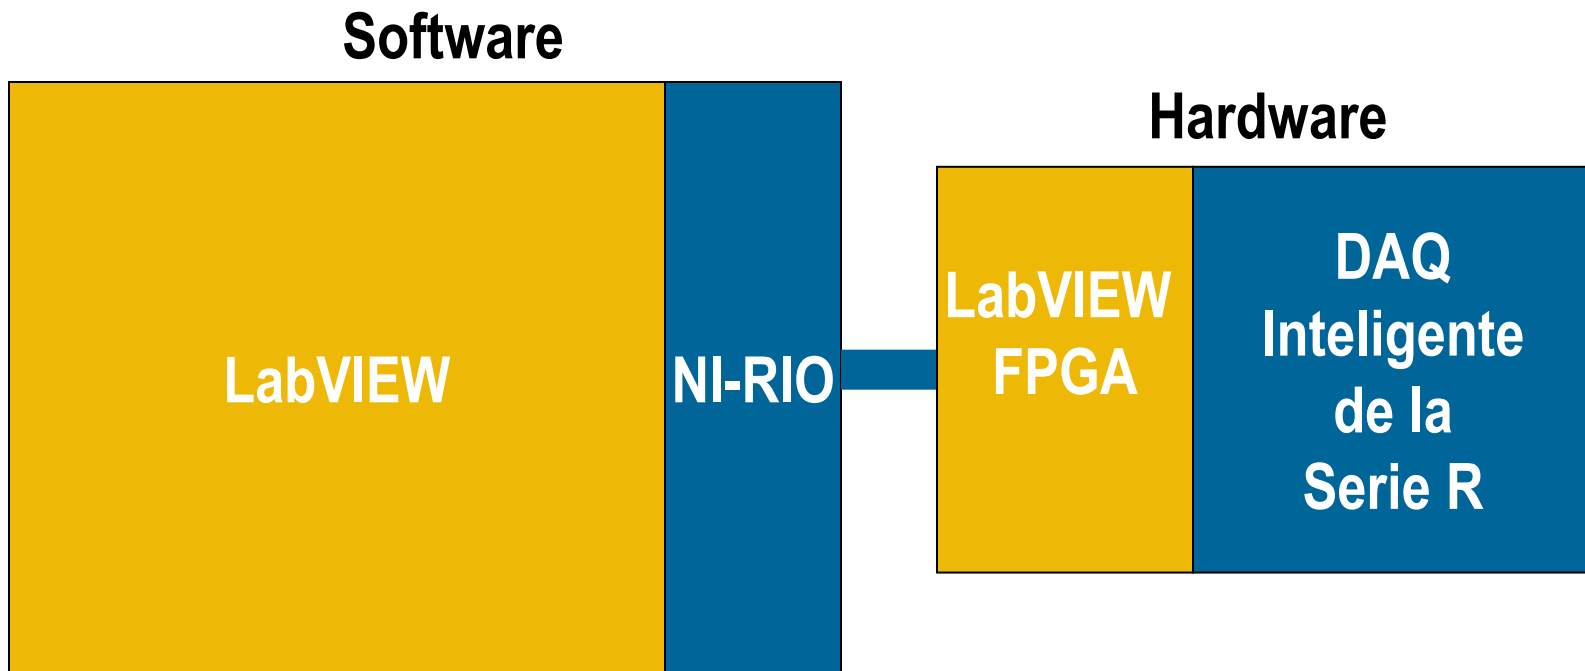 Software
Hardware
LabVIEW
NI-RIO
LabVIEW
FPGA
DAQ
Inteligente
de la
Serie R